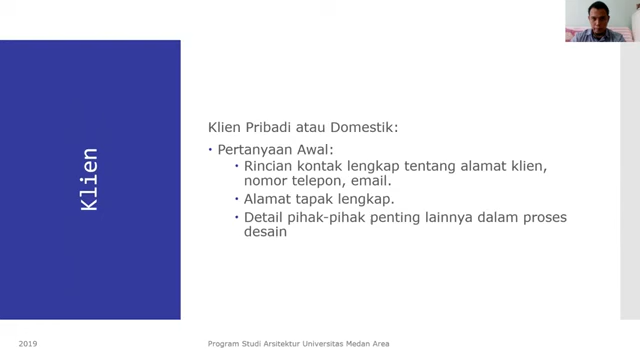 Klien
Klien Pribadi atau Domestik:
• Pertanyaan Awal:
• Rincian kontak lengkap tentang alamat klien,
nomor telepon, email.
• Alamat tapak lengkap.
• Detail pihak-pihak penting lainnya dalam proses
desain
2019
Program Studi Arsitektur Universitas Medan Area